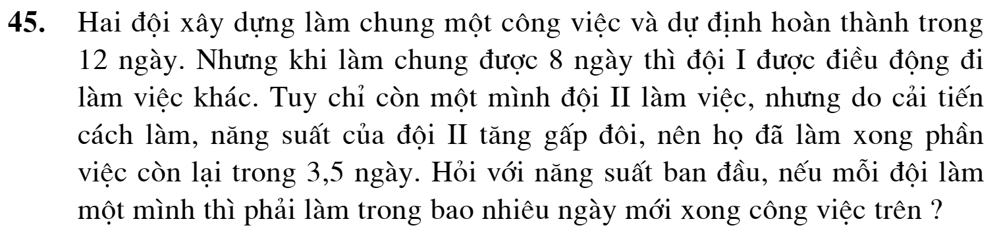 45. Hai đội xây dựng làm chung một công việc và dự định hoàn thành trong
12 ngày. Nhưng khi làm chung được 8 ngày thì đội I được điều động đi
làm việc khác. Tuy chỉ còn một mình đội II làm việc, nhưng do cải tiến
cách làm, năng suất của đội II tăng gấp đôi, nên họ đã làm xong phần
việc còn lại trong 3,5 ngày. Hỏi với năng suất ban đầu, nếu mỗi đội làm
một mình thì phải làm trong bao nhiêu ngày mới xong công việc trên ?